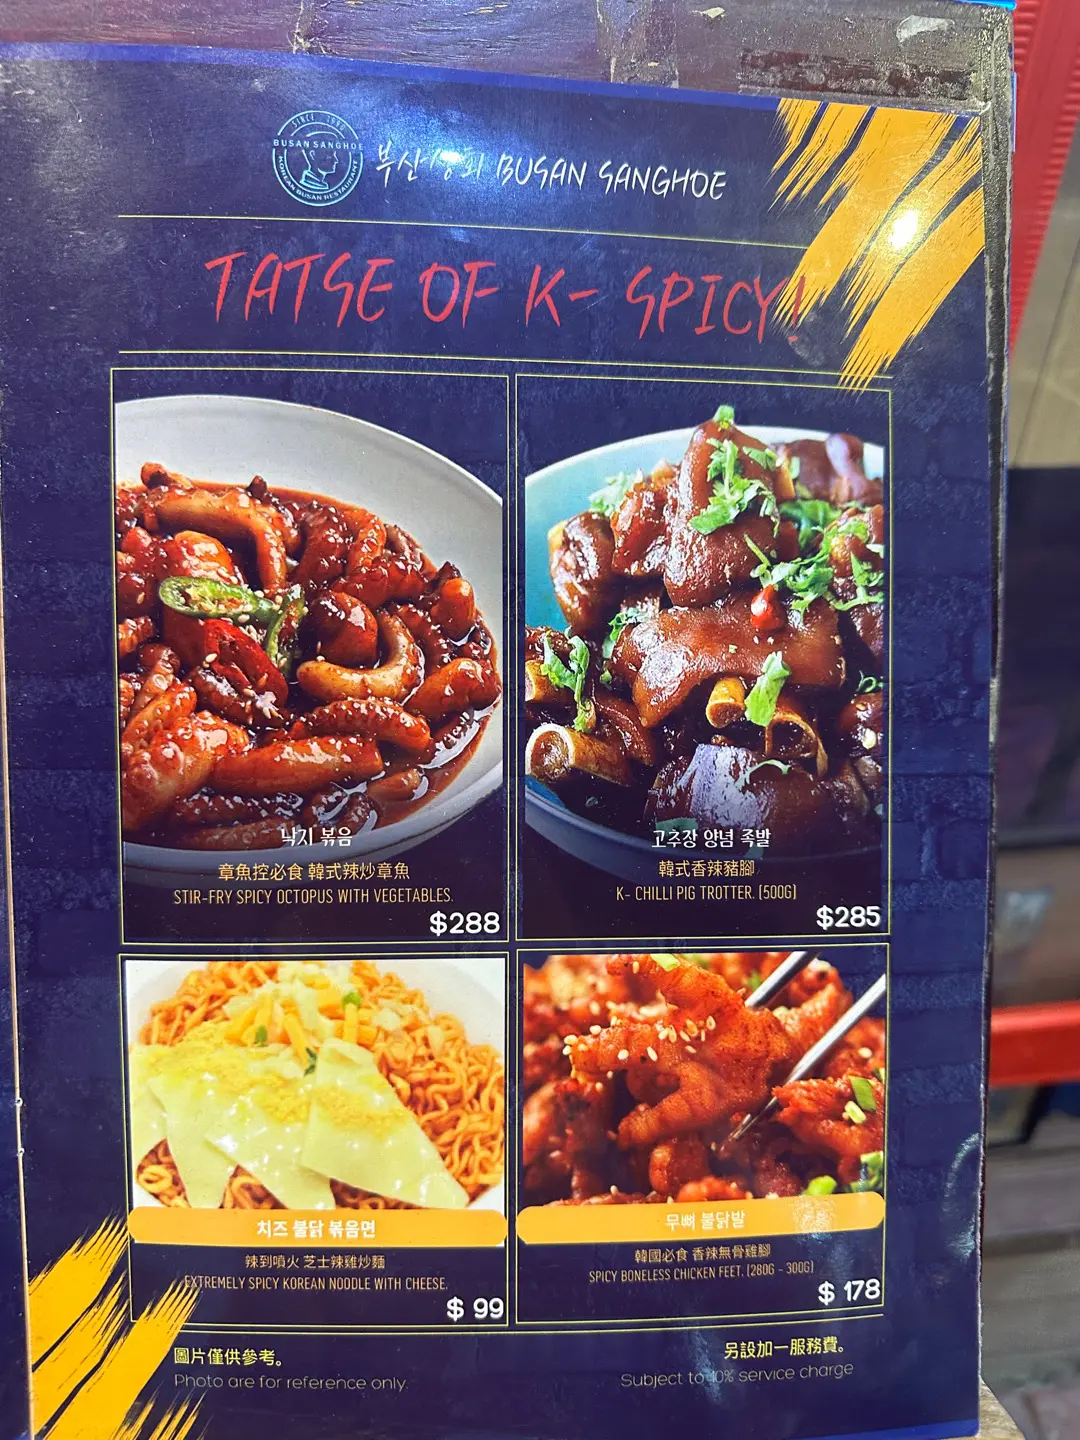 SINCE 1990
BUSAN SANGHOE
KOREAN BUSAN RESTAURANT
부산상회 BUSAN SANGHOE
TATSE OF K- SPICY!
낙지 볶음
章魚控必食 韓式辣炒章魚
STIR-FRY SPICY OCTOPUS WITH VEGETABLES.
$288
고추장 양념 족발
韓式香辣豬腳
K- CHILLI PIG TROTTER. (500G)
$285
치즈 불닭 볶음면
辣到噴火 芝士辣雞炒麵
EXTREMELY SPICY KOREAN NOODLE WITH CHEESE.
$ 99
무뼈 불닭발
韓國必食 香辣無骨雞腳
SPICY BONELESS CHICKEN FEET. (280G - 300G)
$ 178
圖片僅供參考。
Photo are for reference only.
另設加一服務費。
Subject to 10% service charge